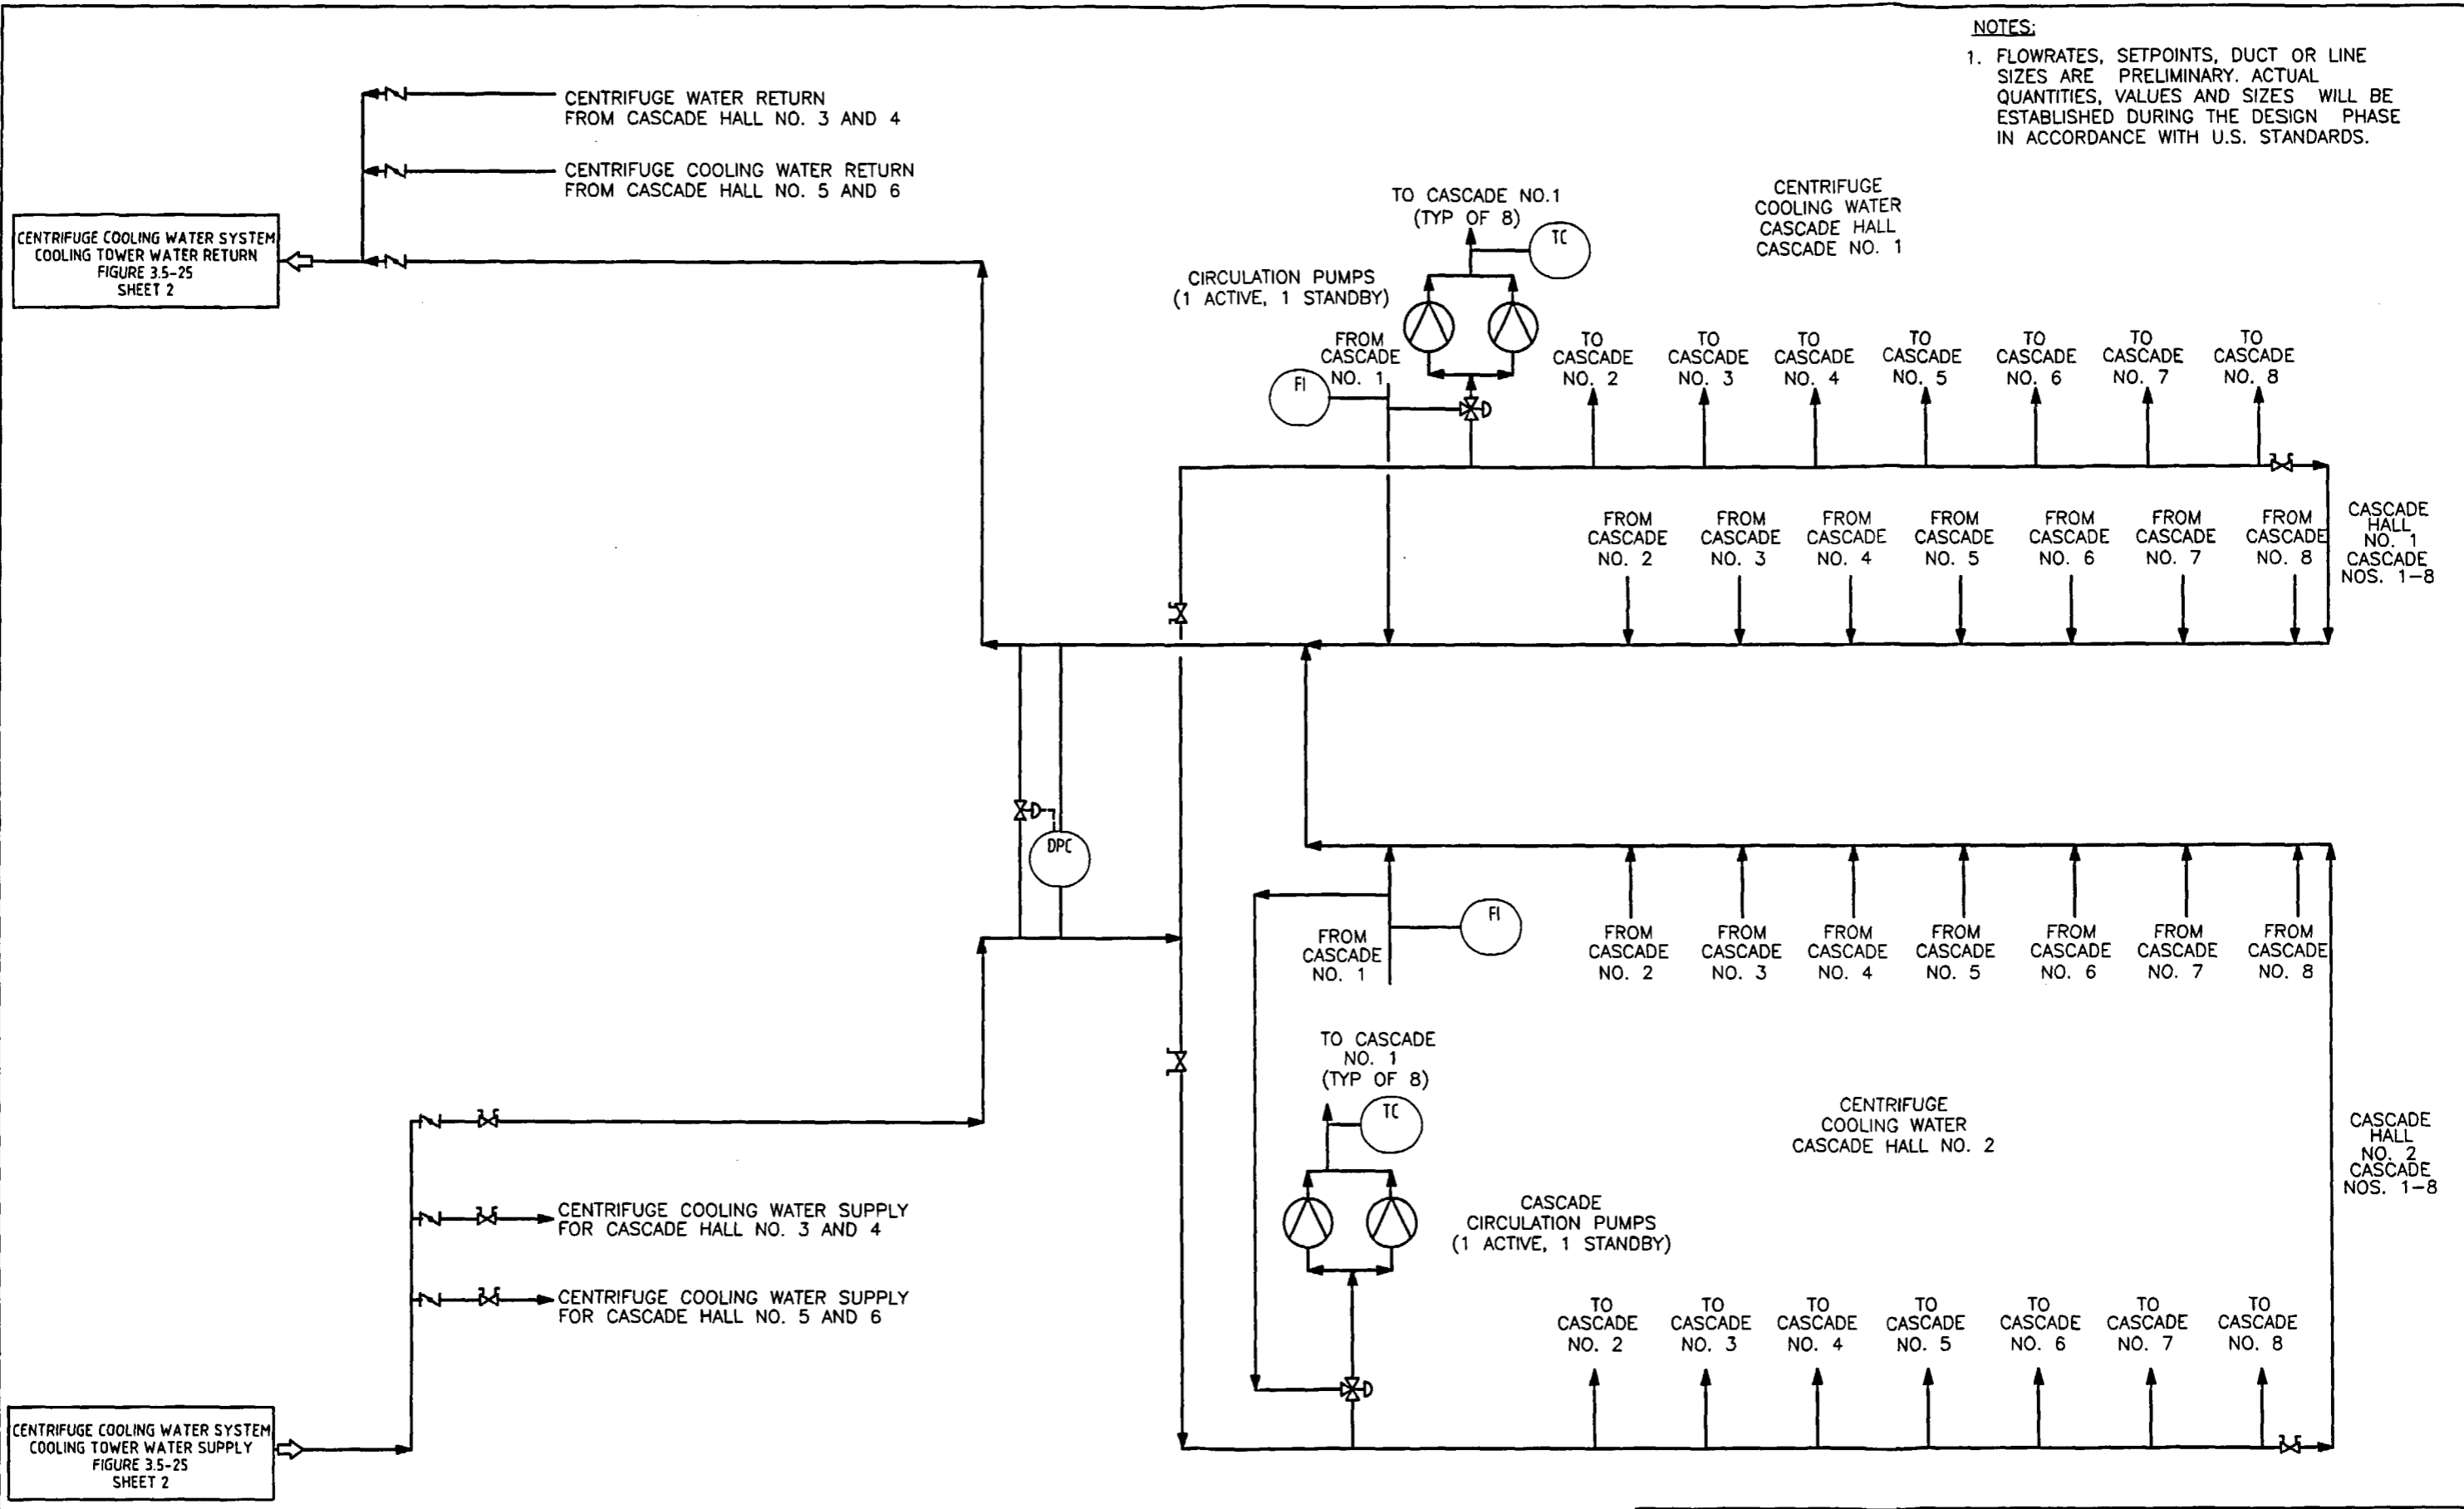 NOTES:
1. FLOWRATES, SETPOINTS, DUCT OR LINE
SIZES ARE PRELIMINARY. ACTUAL
QUANTITIES, VALUES AND SIZES WILL BE
ESTABLISHED DURING THE DESIGN PHASE
IN ACCORDANCE WITH U.S. STANDARDS.
CENTRIFUGE WATER RETURN
FROM CASCADE HALL NO. 3 AND 4
CENTRIFUGE COOLING WATER RETURN
FROM CASCADE HALL NO. 5 AND 6
CENTRIFUGE COOLING WATER SYSTEM
COOLING TOWER WATER RETURN
FIGURE 3.5-25
SHEET 2
TO CASCADE NO.1
(TYP OF 8)
TC
CENTRIFUGE
COOLING WATER
CASCADE HALL
CASCADE NO. 1
CIRCULATION PUMPS
(1 ACTIVE, 1 STANDBY)
FROM
CASCADE
NO. 1
FI
TO
CASCADE
NO. 2
TO
CASCADE
NO. 3
TO
CASCADE
NO. 4
TO
CASCADE
NO. 5
TO
CASCADE
NO. 6
TO
CASCADE
NO. 7
TO
CASCADE
NO. 8
FROM
CASCADE
NO. 2
FROM
CASCADE
NO. 3
FROM
CASCADE
NO. 4
FROM
CASCADE
NO. 5
FROM
CASCADE
NO. 6
FROM
CASCADE
NO. 7
FROM
CASCADE
NO. 8
CASCADE
HALL
NO. 1
CASCADE
NOS. 1-8
DPC
FROM
CASCADE
NO. 1
FI
FROM
CASCADE
NO. 2
FROM
CASCADE
NO. 3
FROM
CASCADE
NO. 4
FROM
CASCADE
NO. 5
FROM
CASCADE
NO. 6
FROM
CASCADE
NO. 7
FROM
CASCADE
NO. 8
TO CASCADE
NO. 1
(TYP OF 8)
TC
CENTRIFUGE
COOLING WATER
CASCADE HALL NO. 2
CASCADE
HALL
NO. 2
CASCADE
NOS. 1-8
CASCADE
CIRCULATION PUMPS
(1 ACTIVE, 1 STANDBY)
CENTRIFUGE COOLING WATER SUPPLY
FOR CASCADE HALL NO. 3 AND 4
CENTRIFUGE COOLING WATER SUPPLY
FOR CASCADE HALL NO. 5 AND 6
TO
CASCADE
NO. 2
TO
CASCADE
NO. 3
TO
CASCADE
NO. 4
TO
CASCADE
NO. 5
TO
CASCADE
NO. 6
TO
CASCADE
NO. 7
TO
CASCADE
NO. 8
CENTRIFUGE COOLING WATER SYSTEM
COOLING TOWER WATER SUPPLY
FIGURE 3.5-25
SHEET 2